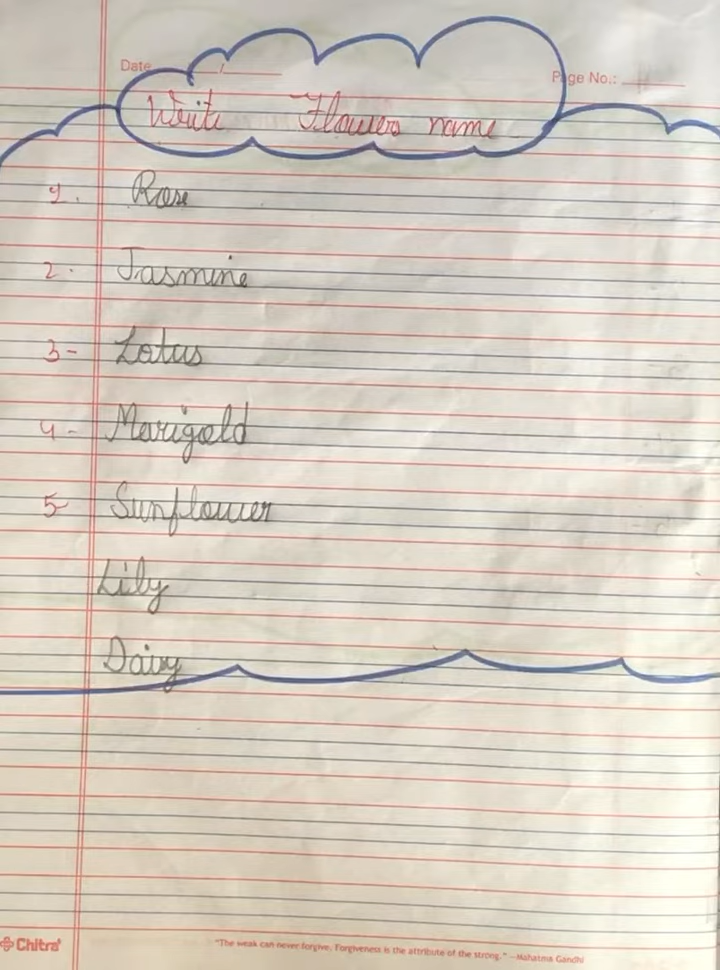 Date / 
Page No.:
Write Flowers name
1. Rose
2. Jasmine
3- Lotus
4- Marigold
5- Sunflower
Lily
Daisy
Chitra
"The weak can never forgive. Forgiveness is the attribute of the strong." —Mahatma Gandhi